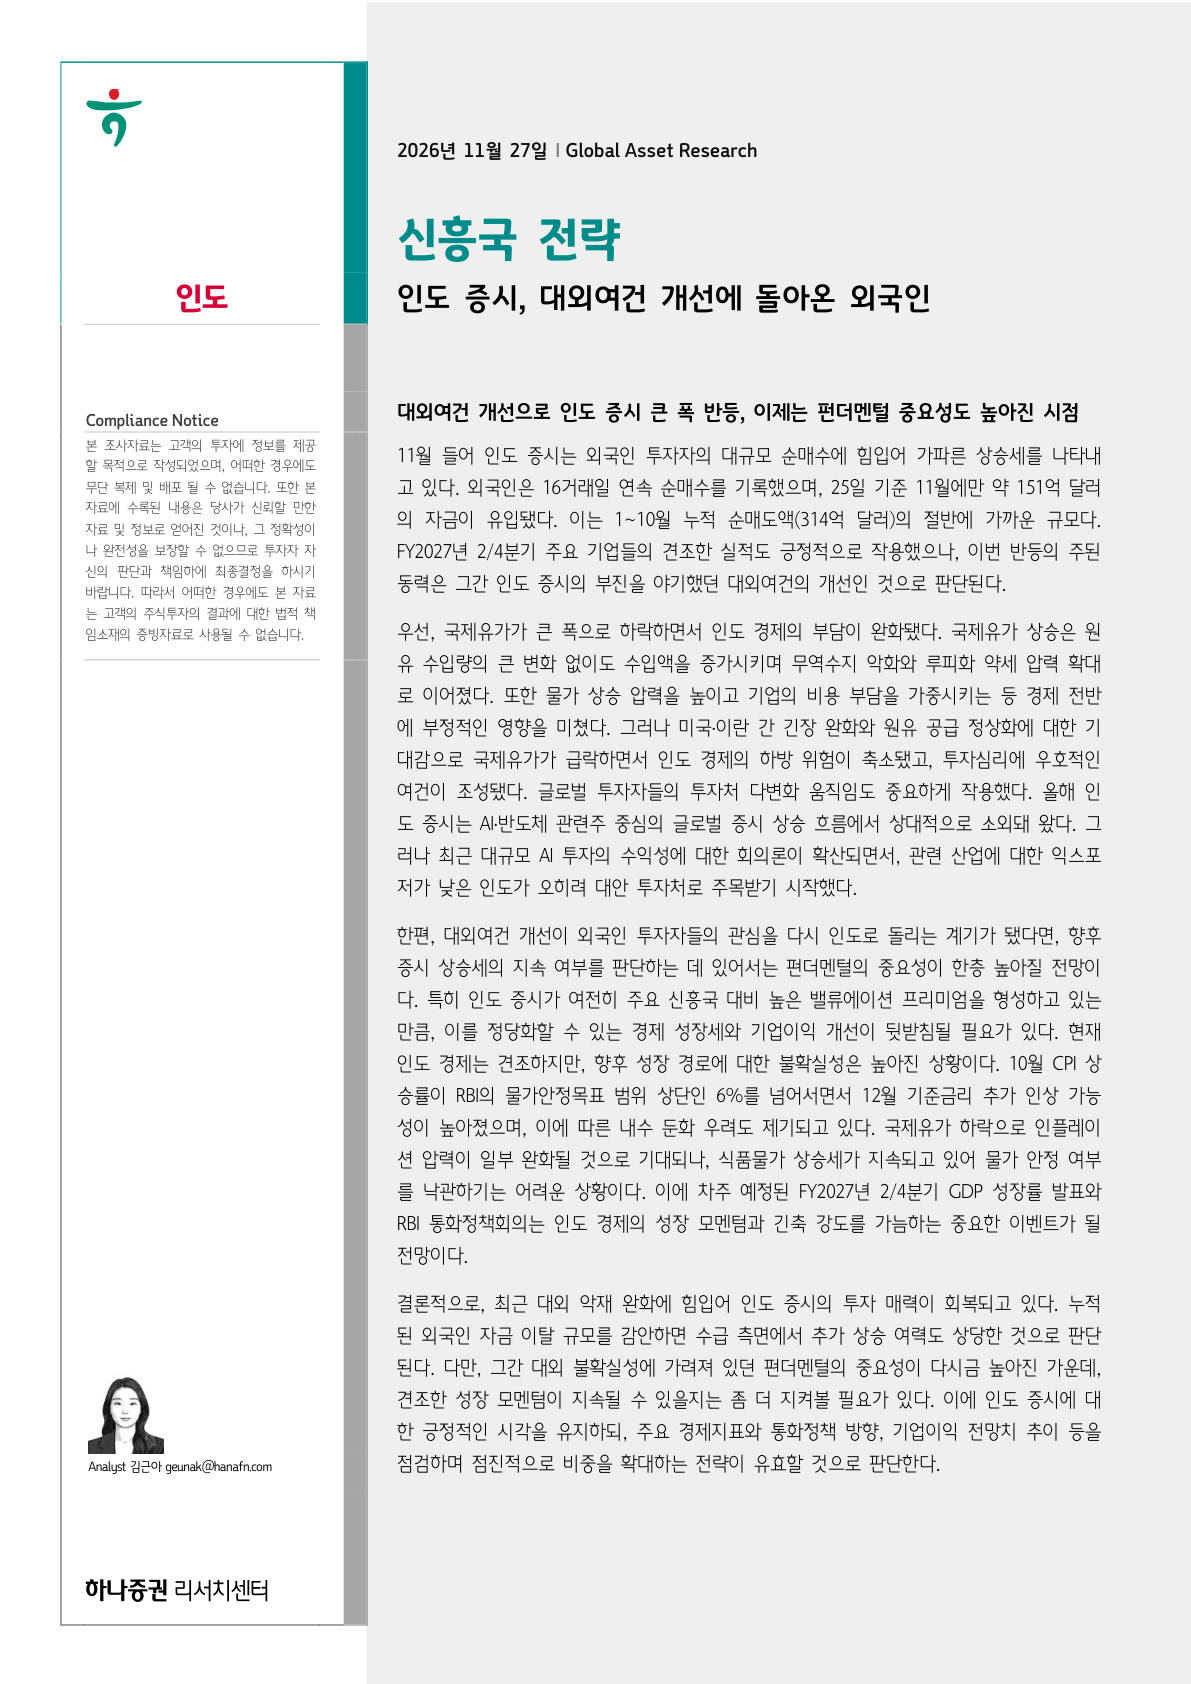 2026년 11월 27일 | Global Asset Research
신흥국 전략
인도
인도 증시, 대외여건 개선에 돌아온 외국인
Compliance Notice
본 조사자료는 고객의 투자에 정보를 제공
할 목적으로 작성되었으며, 어떠한 경우에도
무단 복제 및 배포 될 수 없습니다. 또한 본
자료에 수록된 내용은 당사가 신뢰할 만한
자료 및 정보로 얻어진 것이나, 그 정확성이
나 완전성을 보장할 수 없으므로 투자자 자
신의 판단과 책임하에 최종결정을 하시기
바랍니다. 따라서 어떠한 경우에도 본 자료
는 고객의 주식투자의 결과에 대한 법적 책
임소재의 증빙자료로 사용될 수 없습니다.
대외여건 개선으로 인도 증시 큰 폭 반등, 이제는 펀더멘털 중요성도 높아진 시점
11월 들어 인도 증시는 외국인 투자자의 대규모 순매수에 힘입어 가파른 상승세를 나타내
고 있다. 외국인은 16거래일 연속 순매수를 기록했으며, 25일 기준 11월에만 약 151억 달러
의 자금이 유입됐다. 이는 1~10월 누적 순매도액(314억 달러)의 절반에 가까운 규모다.
FY2027년 2/4분기 주요 기업들의 견조한 실적도 긍정적으로 작용했으나, 이번 반등의 주된
동력은 그간 인도 증시의 부진을 야기했던 대외여건의 개선인 것으로 판단된다.
우선, 국제유가가 큰 폭으로 하락하면서 인도 경제의 부담이 완화됐다. 국제유가 상승은 원
유 수입량의 큰 변화 없이도 수입액을 증가시키며 무역수지 악화와 루피화 약세 압력 확대
로 이어졌다. 또한 물가 상승 압력을 높이고 기업의 비용 부담을 가중시키는 등 경제 전반
에 부정적인 영향을 미쳤다. 그러나 미국·이란 간 긴장 완화와 원유 공급 정상화에 대한 기
대감으로 국제유가가 급락하면서 인도 경제의 하방 위험이 축소됐고, 투자심리에 우호적인
여건이 조성됐다. 글로벌 투자자들의 투자처 다변화 움직임도 중요하게 작용했다. 올해 인
도 증시는 AI·반도체 관련주 중심의 글로벌 증시 상승 흐름에서 상대적으로 소외돼 왔다. 그
러나 최근 대규모 AI 투자의 수익성에 대한 회의론이 확산되면서, 관련 산업에 대한 익스포
저가 낮은 인도가 오히려 대안 투자처로 주목받기 시작했다.
한편, 대외여건 개선이 외국인 투자자들의 관심을 다시 인도로 돌리는 계기가 됐다면, 향후
증시 상승세의 지속 여부를 판단하는 데 있어서는 펀더멘털의 중요성이 한층 높아질 전망이
다. 특히 인도 증시가 여전히 주요 신흥국 대비 높은 밸류에이션 프리미엄을 형성하고 있는
만큼, 이를 정당화할 수 있는 경제 성장세와 기업이익 개선이 뒷받침될 필요가 있다. 현재
인도 경제는 견조하지만, 향후 성장 경로에 대한 불확실성은 높아진 상황이다. 10월 CPI 상
승률이 RBI의 물가안정목표 범위 상단인 6%를 넘어서면서 12월 기준금리 추가 인상 가능
성이 높아졌으며, 이에 따른 내수 둔화 우려도 제기되고 있다. 국제유가 하락으로 인플레이
션 압력이 일부 완화될 것으로 기대되나, 식품물가 상승세가 지속되고 있어 물가 안정 여부
를 낙관하기는 어려운 상황이다. 이에 차주 예정된 FY2027년 2/4분기 GDP 성장률 발표와
RBI 통화정책회의는 인도 경제의 성장 모멘텀과 긴축 강도를 가늠하는 중요한 이벤트가 될
전망이다.
결론적으로, 최근 대외 악재 완화에 힘입어 인도 증시의 투자 매력이 회복되고 있다. 누적
된 외국인 자금 이탈 규모를 감안하면 수급 측면에서 추가 상승 여력도 상당한 것으로 판단
된다. 다만, 그간 대외 불확실성에 가려져 있던 펀더멘털의 중요성이 다시금 높아진 가운데,
견조한 성장 모멘텀이 지속될 수 있을지는 좀 더 지켜볼 필요가 있다. 이에 인도 증시에 대
한 긍정적인 시각을 유지하되, 주요 경제지표와 통화정책 방향, 기업이익 전망치 추이 등을
점검하며 점진적으로 비중을 확대하는 전략이 유효할 것으로 판단한다.
Analyst 김근아 geunak@hanafn.com
하나증권 리서치센터